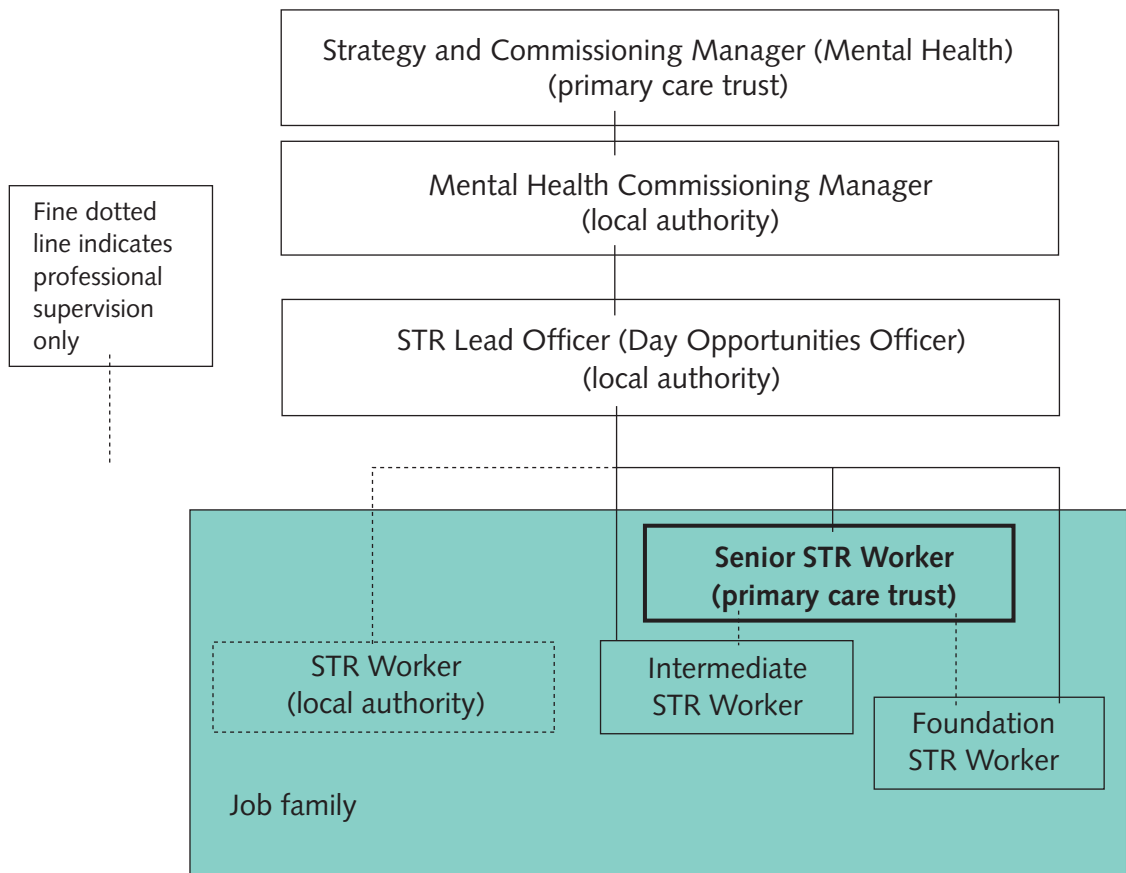 Strategy and Commissioning Manager (Mental Health)
(primary care trust)
Mental Health Commissioning Manager
(local authority)
Fine dotted
line indicates
professional
supervision
only
STR Lead Officer (Day Opportunities Officer)
(local authority)
Senior STR Worker
(primary care trust)
STR Worker
(local authority)
Intermediate
STR Worker
Foundation
STR Worker
Job family